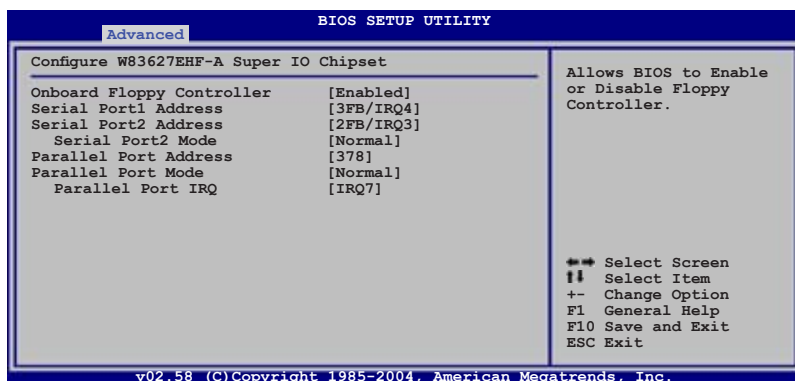 BIOS SETUP UTILITY
Advanced
Configure W83627EHF-A Super IO Chipset
Onboard Floppy Controller [Enabled]
Serial Port1 Address [3FB/IRQ4]
Serial Port2 Address [2FB/IRQ3]
Serial Port2 Mode [Normal]
Parallel Port Address [378]
Parallel Port Mode [Normal]
Parallel Port IRQ [IRQ7]
Allows BIOS to Enable
or Disable Floppy
Controller.
←→ Select Screen
↑↓ Select Item
+- Change Option
F1 General Help
F10 Save and Exit
ESC Exit
v02.58 (C)Copyright 1985-2004, American Megatrends, Inc.